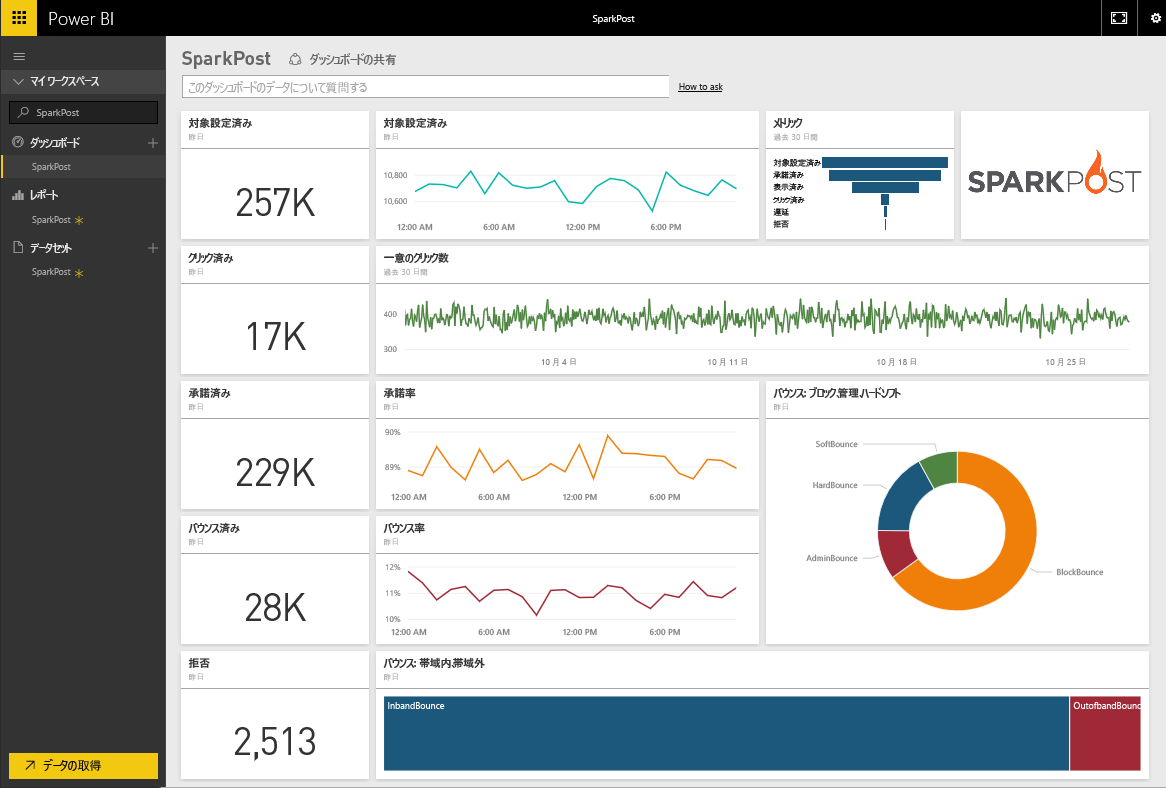 Power BI
SparkPost
マイ ワークスペース
SparkPost
ダッシュボード
SparkPost
レポート
SparkPost
データセット
SparkPost
データの取得
SparkPost
ダッシュボードの共有
このダッシュボードのデータについて質問する
How to ask
対象設定済み
昨日
257K
対象設定済み
昨日
10,800
10,600
12:00 AM 6:00 AM 12:00 PM 6:00 PM
メトリック
過去 30 日間
対象設定済み
承諾済み
表示済み
クリック済み
遅延
拒否
SPARKPOST
クリック済み
昨日
17K
一意のクリック数
過去 30 日間
400
300
10 月 4 日 10 月 11 日 10 月 18 日 10 月 25 日
承諾済み
昨日
229K
承諾率
昨日
90%
89%
12:00 AM 6:00 AM 12:00 PM 6:00 PM
バウンス: ブロック,管理,ハードソフト
昨日
SoftBounce
HardBounce
AdminBounce
BlockBounce
バウンス済み
昨日
28K
バウンス率
昨日
12%
11%
10%
12:00 AM 6:00 AM 12:00 PM 6:00 PM
拒否
昨日
2,513
バウンス: 帯域内,帯域外
昨日
InbandBounce
OutofbandBounc